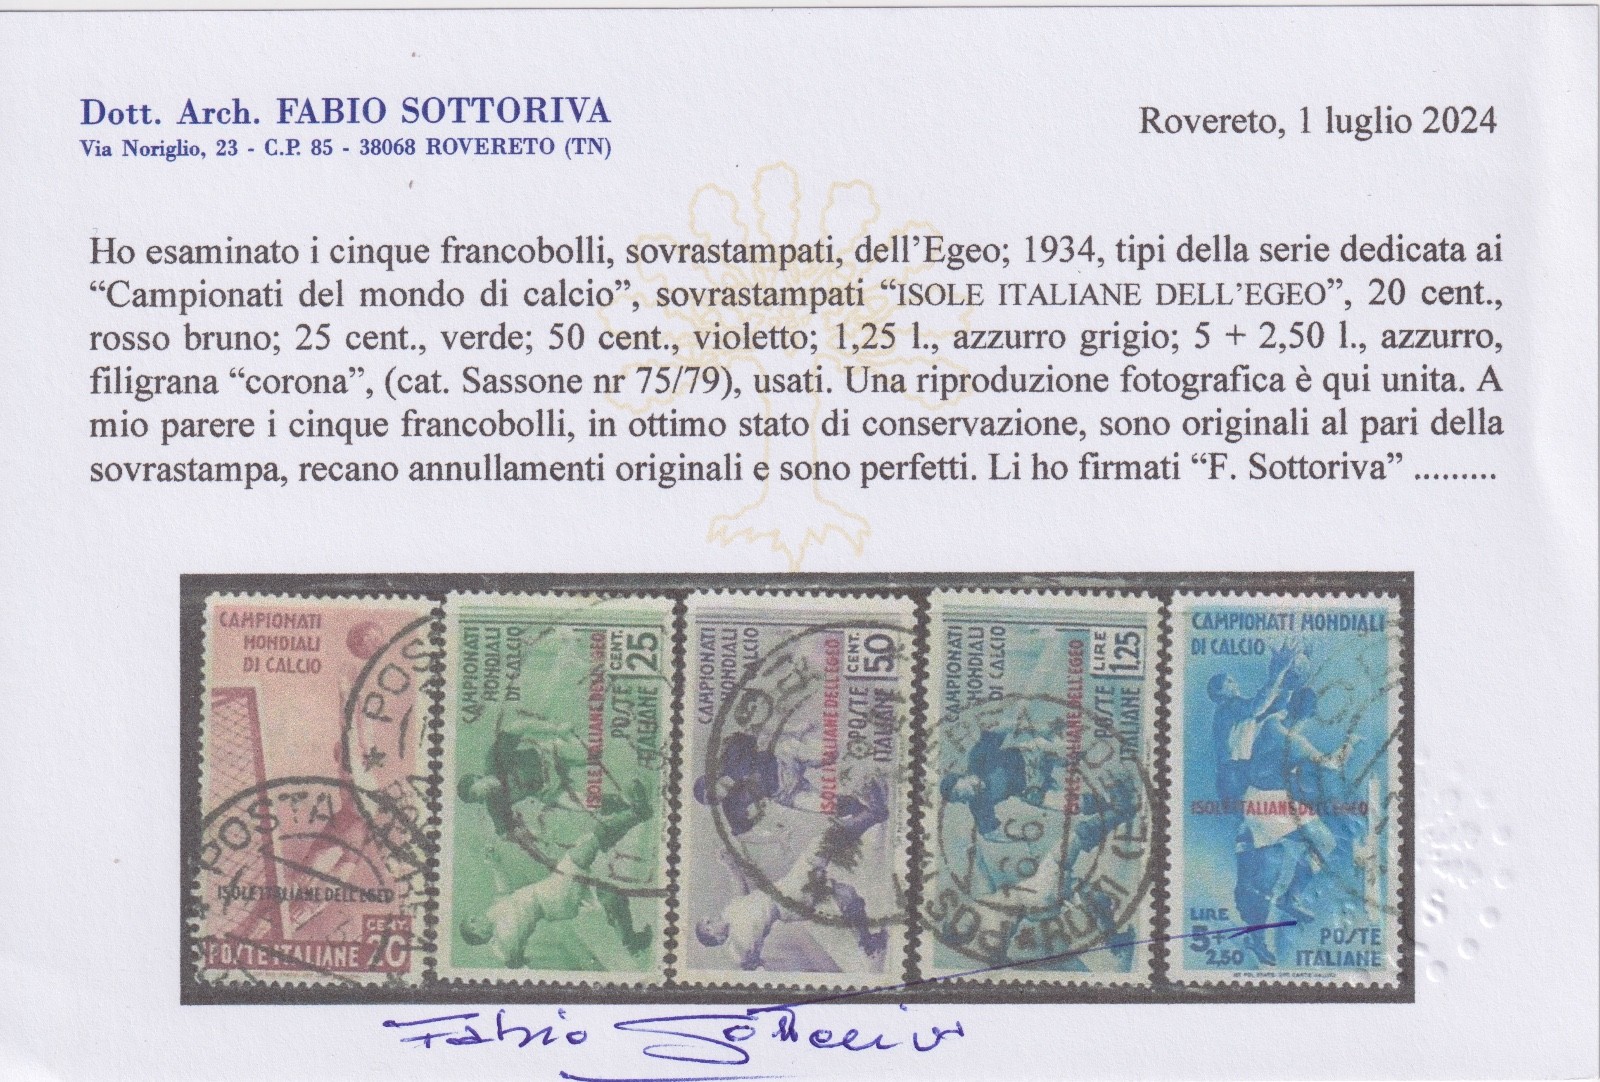 Dott. Arch. FABIO SOTTORIVA
Via Noriglio, 23 - C.P. 85 - 38068 ROVERETO (TN)
Rovereto, 1 luglio 2024
Ho esaminato i cinque francobolli, sovrastampati, dell’Egeo; 1934, tipi della serie dedicata ai
“Campionati del mondo di calcio”, sovrastampati “ISOLE ITALIANE DELL’EGEO”, 20 cent.,
rosso bruno; 25 cent., verde; 50 cent., violetto; 1,25 l., azzurro grigio; 5 + 2,50 l., azzurro,
filigrana “corona”, (cat. Sassone nr 75/79), usati. Una riproduzione fotografica è qui unita. A
mio parere i cinque francobolli, in ottimo stato di conservazione, sono originali al pari della
sovrastampa, recano annullamenti originali e sono perfetti. Li ho firmati “F. Sottoriva” .........
CAMPIONATI
MONDIALI
DI CALCIO
POSTA
ISOLE ITALIANE DELL'EGEO
CENT.
POSTE ITALIANE 20
CAMPIONATI
MONDIALI
DI CALCIO
ISOLE ITALIANE DELL'EGEO
POSTE
ITALIANE
CENT.
25
CAMPIONATI
MONDIALI
DI CALCIO
ISOLE ITALIANE DELL'EGEO
POSTE
ITALIANE
CENT.
50
CAMPIONATI
MONDIALI
DI CALCIO
ISOLE ITALIANE DELL'EGEO
POSTE
ITALIANE
LIRE
1,25
16.6.
RODI
CAMPIONATI MONDIALI
DI CALCIO
ISOLE ITALIANE DELL'EGEO
LIRE
5+
2,50
POSTE
ITALIANE
Fabio Sottoriva